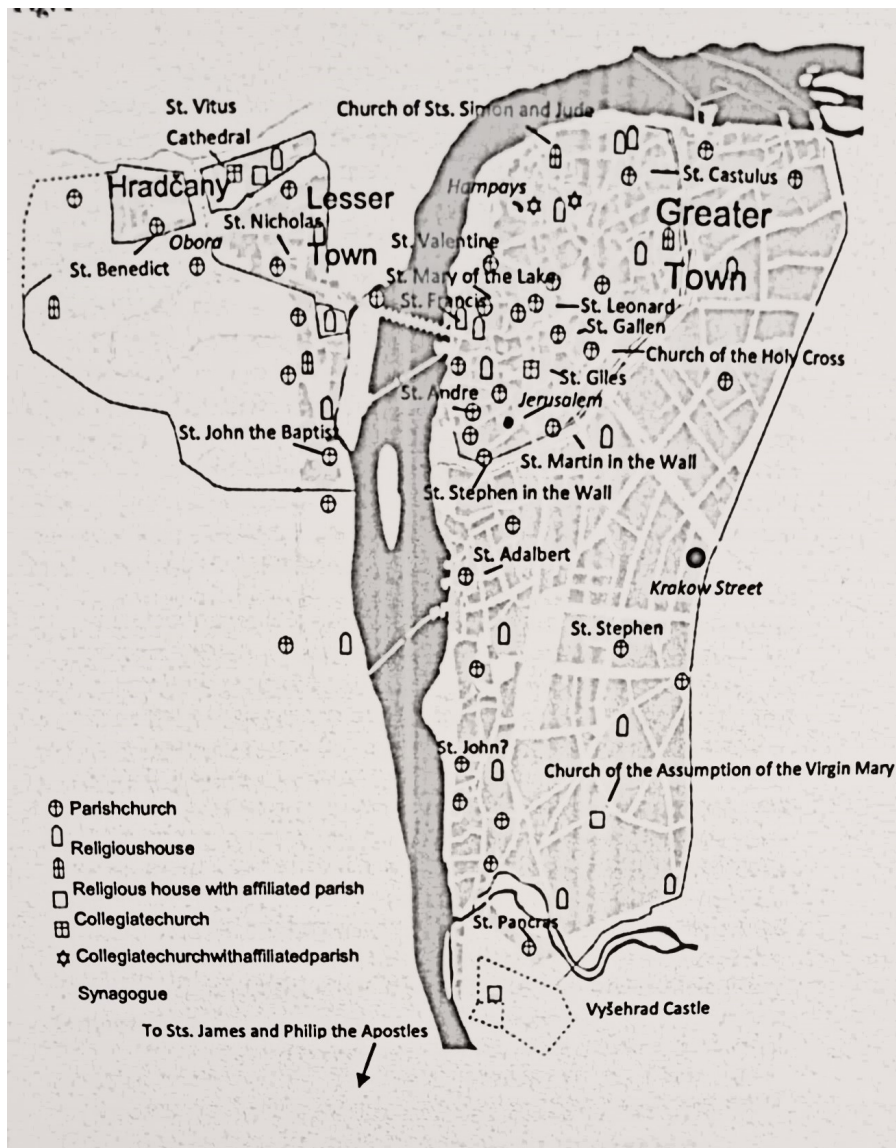 St. Vitus
Cathedral
Church of Sts. Simon and Jude
Hradčany
Lesser
Town
St. Nicholas
Obora
St. Benedict
Hampays
St. Castulus
Greater
Town
St. Valentine
St. Mary of the Lake
St. Francis
St. Leonard
St. Gallen
Church of the Holy Cross
St. Giles
St. Andre
Jerusalem
St. John the Baptist
St. Martin in the Wall
St. Stephen in the Wall
St. Adalbert
Krakow Street
St. Stephen
St. John?
Church of the Assumption of the Virgin Mary
Parishchurch
Religioushouse
Religious house with affiliated parish
Collegiatechurch
Collegiatechurchwithaffiliatedparish
Synagogue
St. Pancras
Vyšehrad Castle
To Sts. James and Philip the Apostles